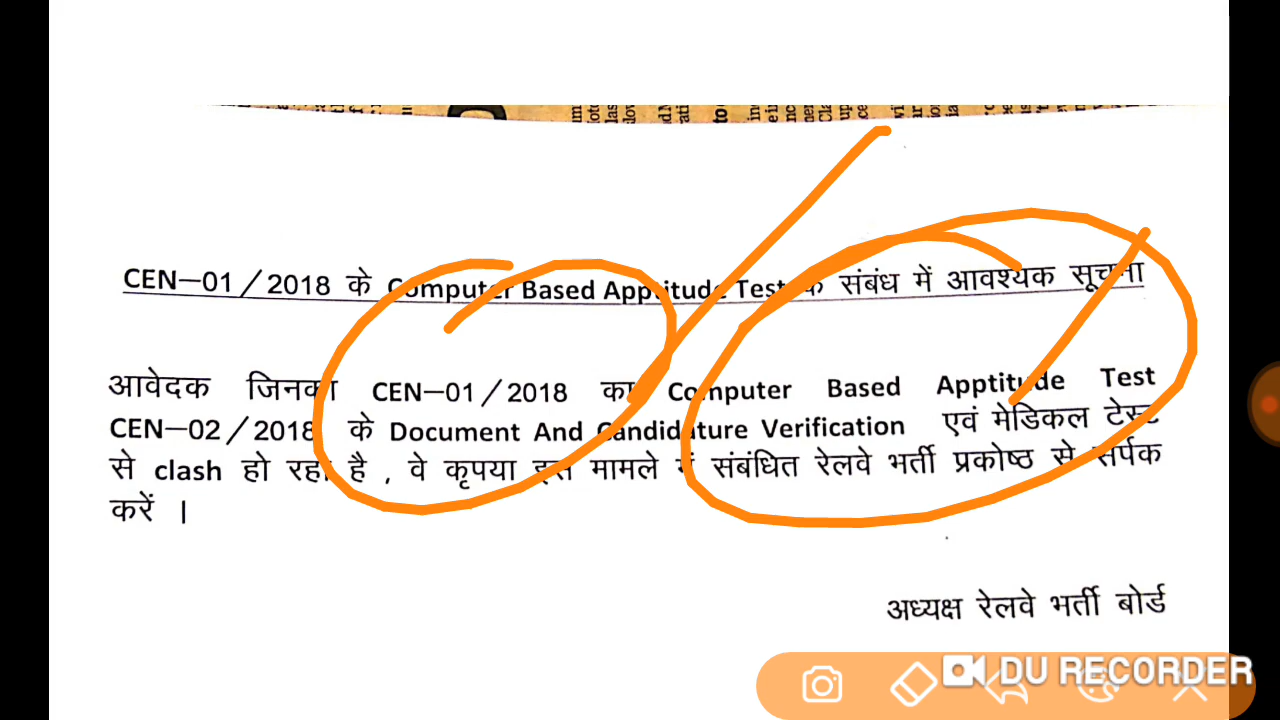 CEN–01/2018 के Computer Based Apptitude Test के संबंध में आवश्यक सूचना
आवेदक जिनका CEN–01/2018 का Computer Based Apptitude Test
CEN–02/2018 के Document And Candidature Verification एवं मेडिकल टेस्ट
से clash हो रहा है , वे कृपया इस मामले में संबंधित रेलवे भर्ती प्रकोष्ठ से सर्पक
करें ।
अध्यक्ष रेलवे भर्ती बोर्ड
DU RECORDER